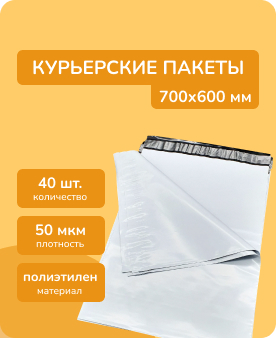 КУРЬЕРСКИЕ ПАКЕТЫ
700х600 мм
40 шт.
количество
50 мкм
плотность
полиэтилен
материал